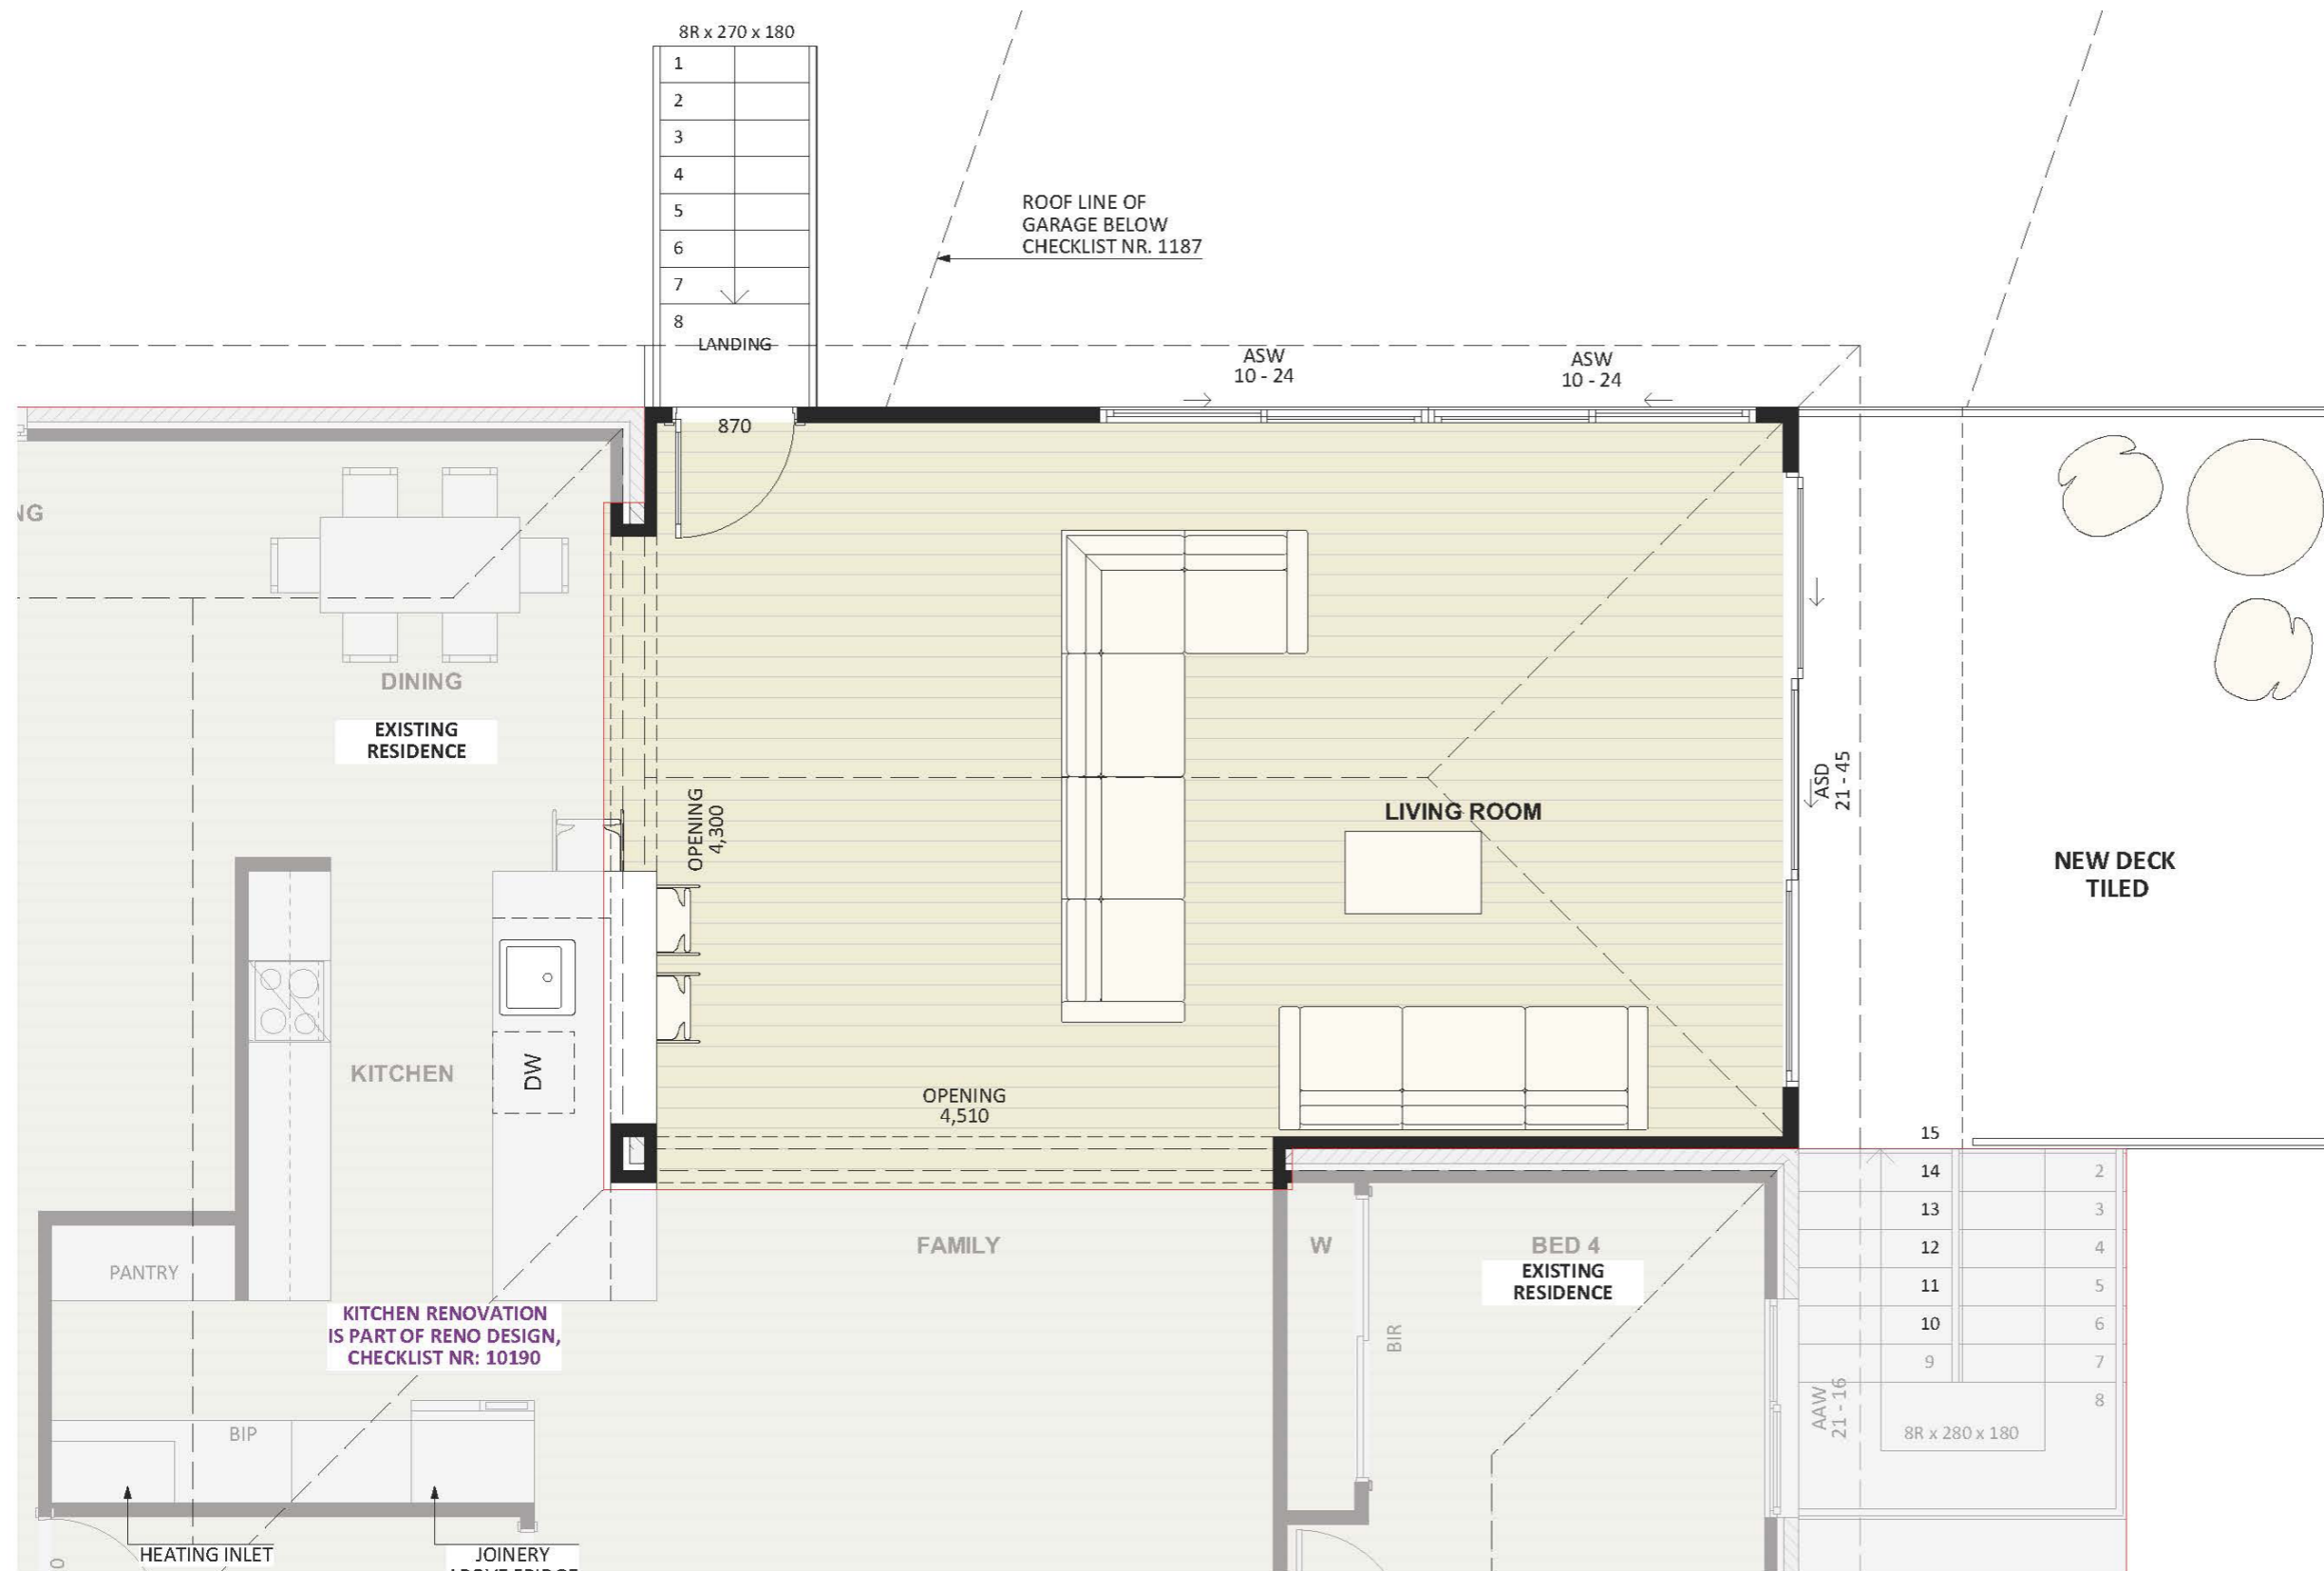 8R x 270 x 180
1
2
3
4
5
6
7
8
LANDING
ROOF LINE OF
GARAGE BELOW
CHECKLIST NR. 1187
ASW
10 - 24
ASW
10 - 24
870
NG
DINING
EXISTING
RESIDENCE
OPENING
4,300
LIVING ROOM
ASD
21 - 45
NEW DECK
TILED
KITCHEN
DW
OPENING
4,510
15
14
13
12
11
10
9
2
3
4
5
6
7
8
FAMILY
W
BED 4
EXISTING
RESIDENCE
PANTRY
KITCHEN RENOVATION
IS PART OF RENO DESIGN,
CHECKLIST NR: 10190
BIR
AAW
21 - 16
8R x 280 x 180
BIP
HEATING INLET
JOINERY
0